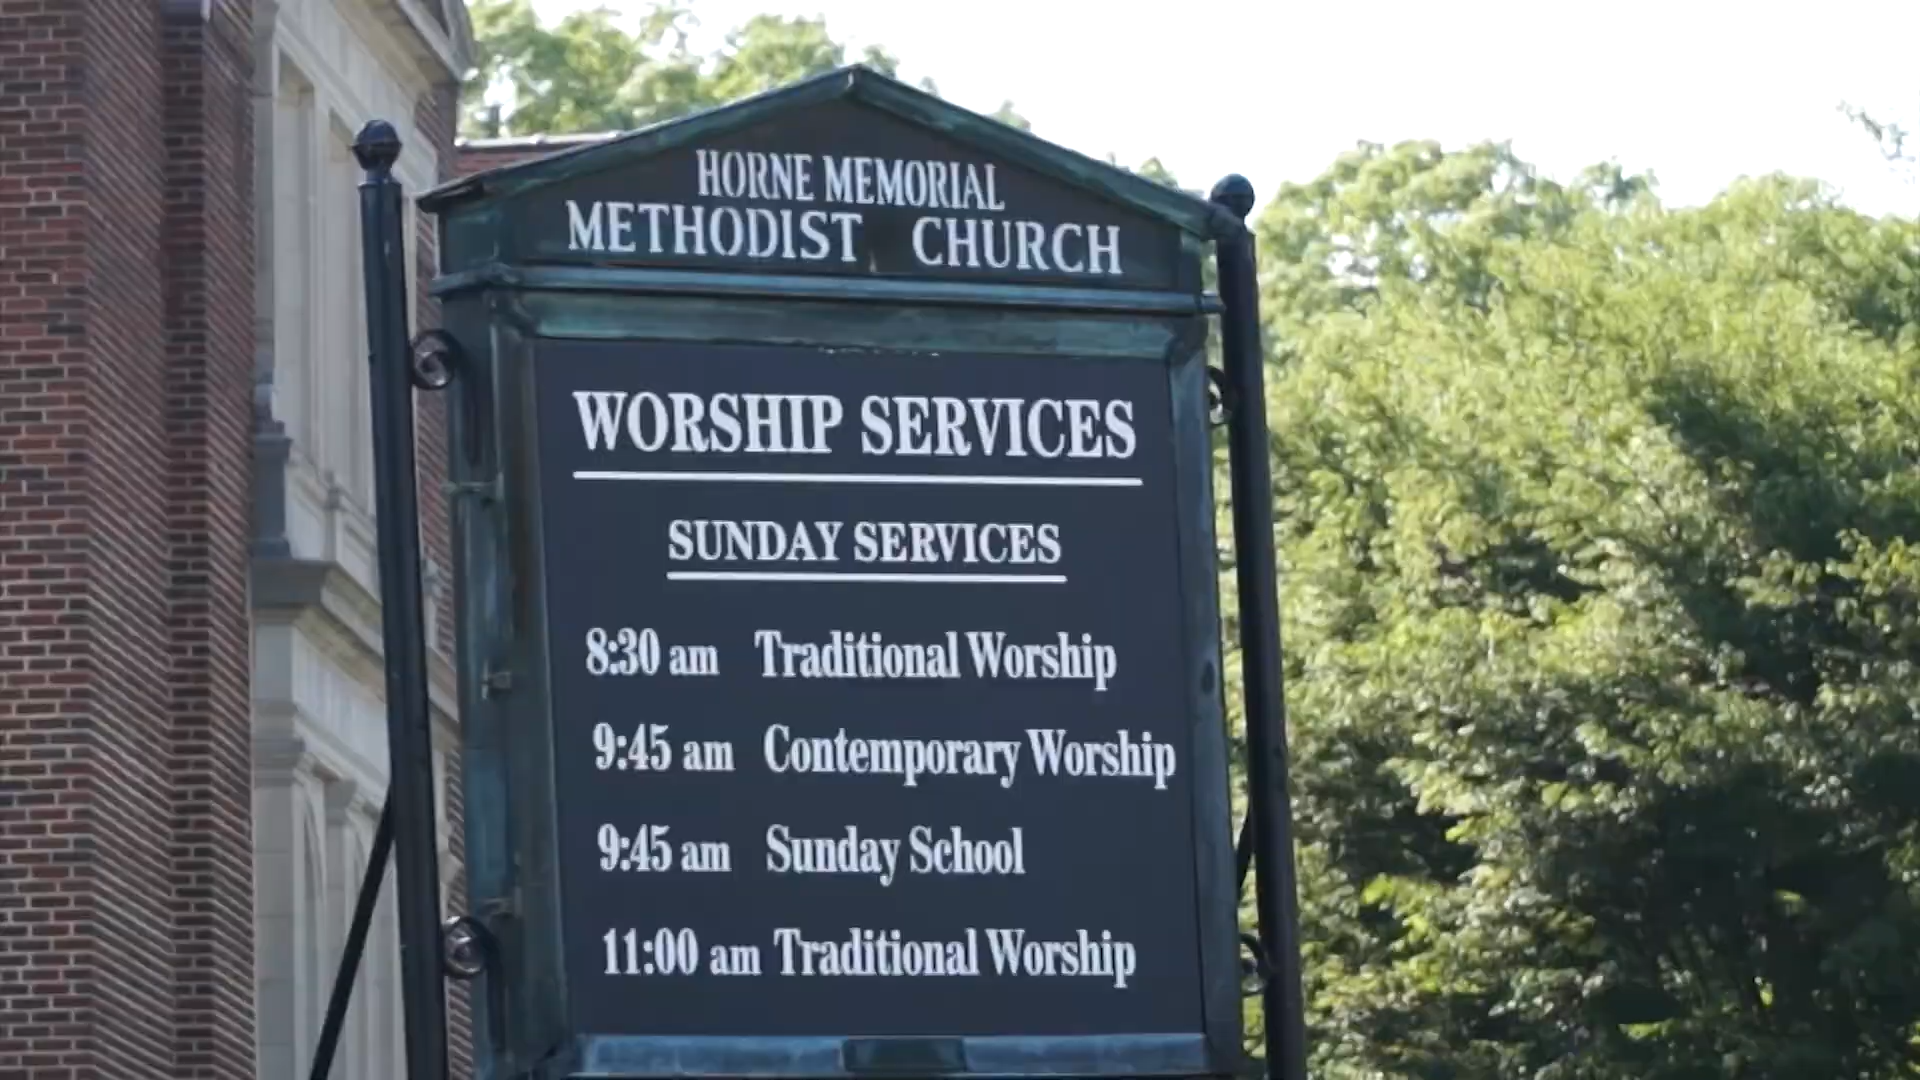 HORNE MEMORIAL
METHODIST CHURCH
WORSHIP SERVICES
SUNDAY SERVICES
8:30 am Traditional Worship
9:45 am Contemporary Worship
9:45 am Sunday School
11:00 am Traditional Worship